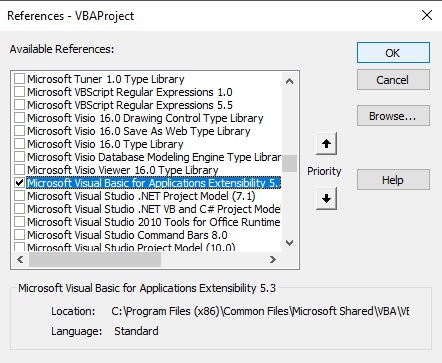 References - VBAProject
Available References:
OK
Microsoft Tuner 1.0 Type Library
Microsoft VBScript Regular Expressions 1.0
Cancel
Microsoft VBScript Regular Expressions 5.5
Microsoft Visio 16.0 Drawing Control Type Library
Microsoft Visio 16.0 Save As Web Type Library
Browse...
Microsoft Visio 16.0 Type Library
Microsoft Visio Database Modeling Engine Type Librar
Microsoft Visio Viewer 16.0 Type Library
Priority
Microsoft Visual Basic for Applications Extensibility 5.
Help
Microsoft Visual Studio .NET Project Model (7.1)
Microsoft Visual Studio .NET VB and C# Project Mode
Microsoft Visual Studio 2010 Tools for Office Runtime
Microsoft Visual Studio Command Bars 8.0
Microsoft Visual Studio Project Model (10.0)
Microsoft Visual Basic for Applications Extensibility 5.3
Location: C:\Program Files (x86)\Common Files\Microsoft Shared\VBA\VE
Language: Standard